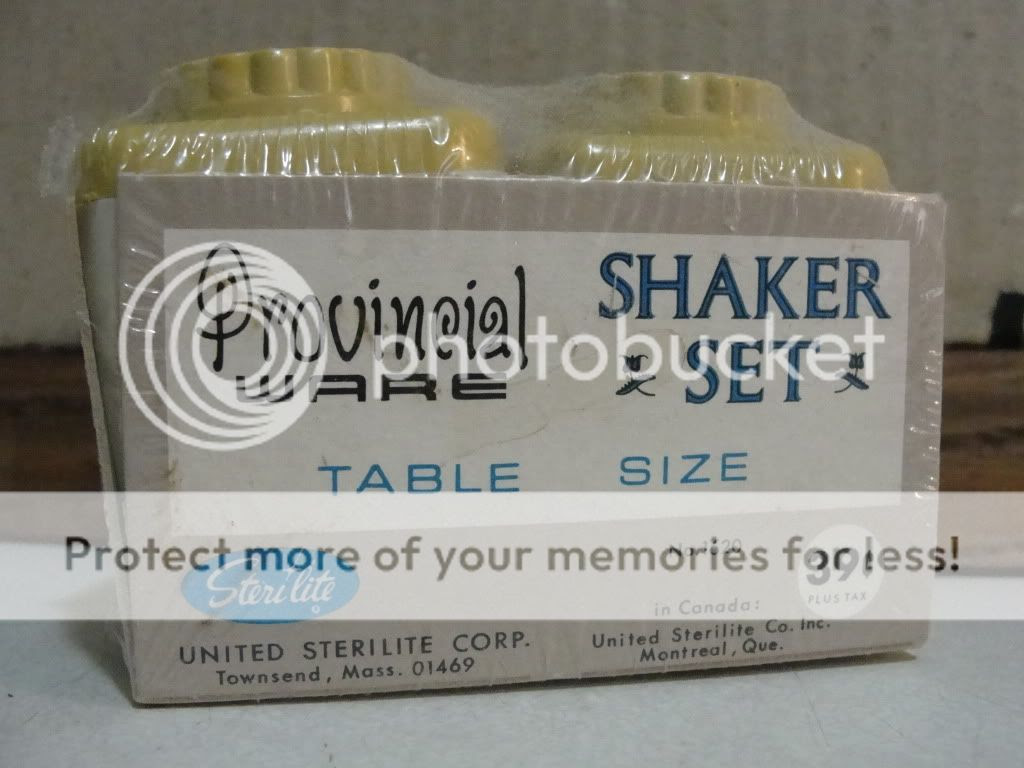 Provincial
WARE
SHAKER
SET
TABLE SIZE
photobucket
Protect more of your memories for less!
39¢
PLUS TAX
Sterilite
UNITED STERILITE CORP.
Townsend, Mass. 01469
in Canada:
United Sterilite Co. Inc.
Montreal, Que.